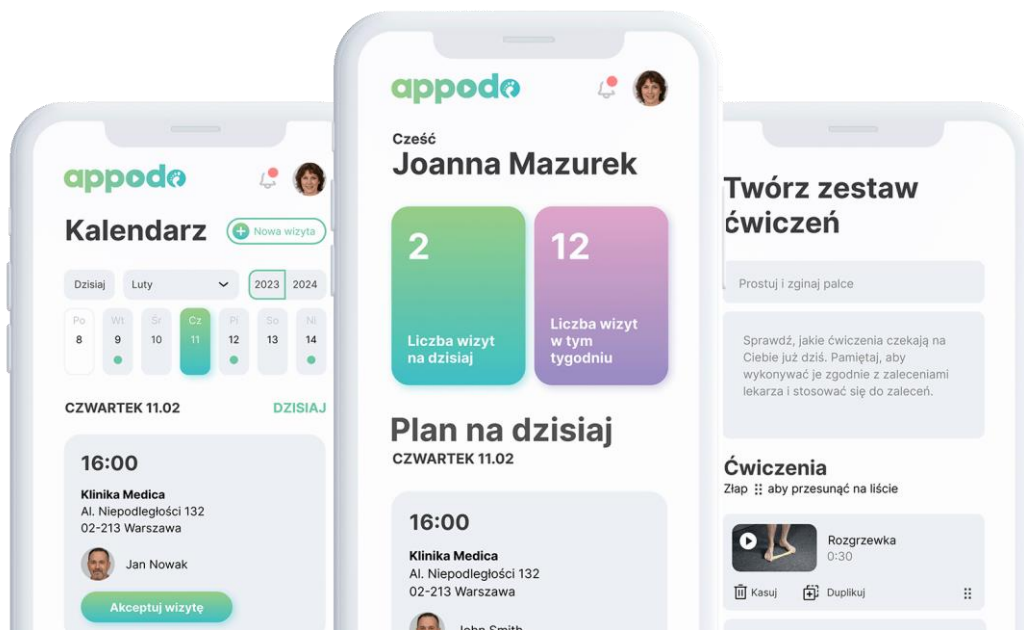 appodo
Kalendarz
Nowa wizyta
Dzisiaj
Luty
2023
2024
Po
Wt
Śr
Cz
Pi
So
Ni
8
9
10
11
12
13
14
CZWARTEK 11.02
DZISIAJ
16:00
Klinika Medica
Al. Niepodległości 132
02-213 Warszawa
Jan Nowak
Akceptuj wizytę
appodo
Cześć
Joanna Mazurek
2
Liczba wizyt
na dzisiaj
12
Liczba wizyt
w tym
tygodniu
Plan na dzisiaj
CZWARTEK 11.02
16:00
Klinika Medica
Al. Niepodległości 132
02-213 Warszawa
John Smith
Twórz zestaw
ćwiczeń
Prostuj i zginaj palce
Sprawdź, jakie ćwiczenia czekają na
Ciebie już dziś. Pamiętaj, aby
wykonywać je zgodnie z zaleceniami
lekarza i stosować się do zaleceń.
Ćwiczenia
Złap aby przesunąć na liście
Rozgrzewka
0:30
Kasuj
Duplikuj